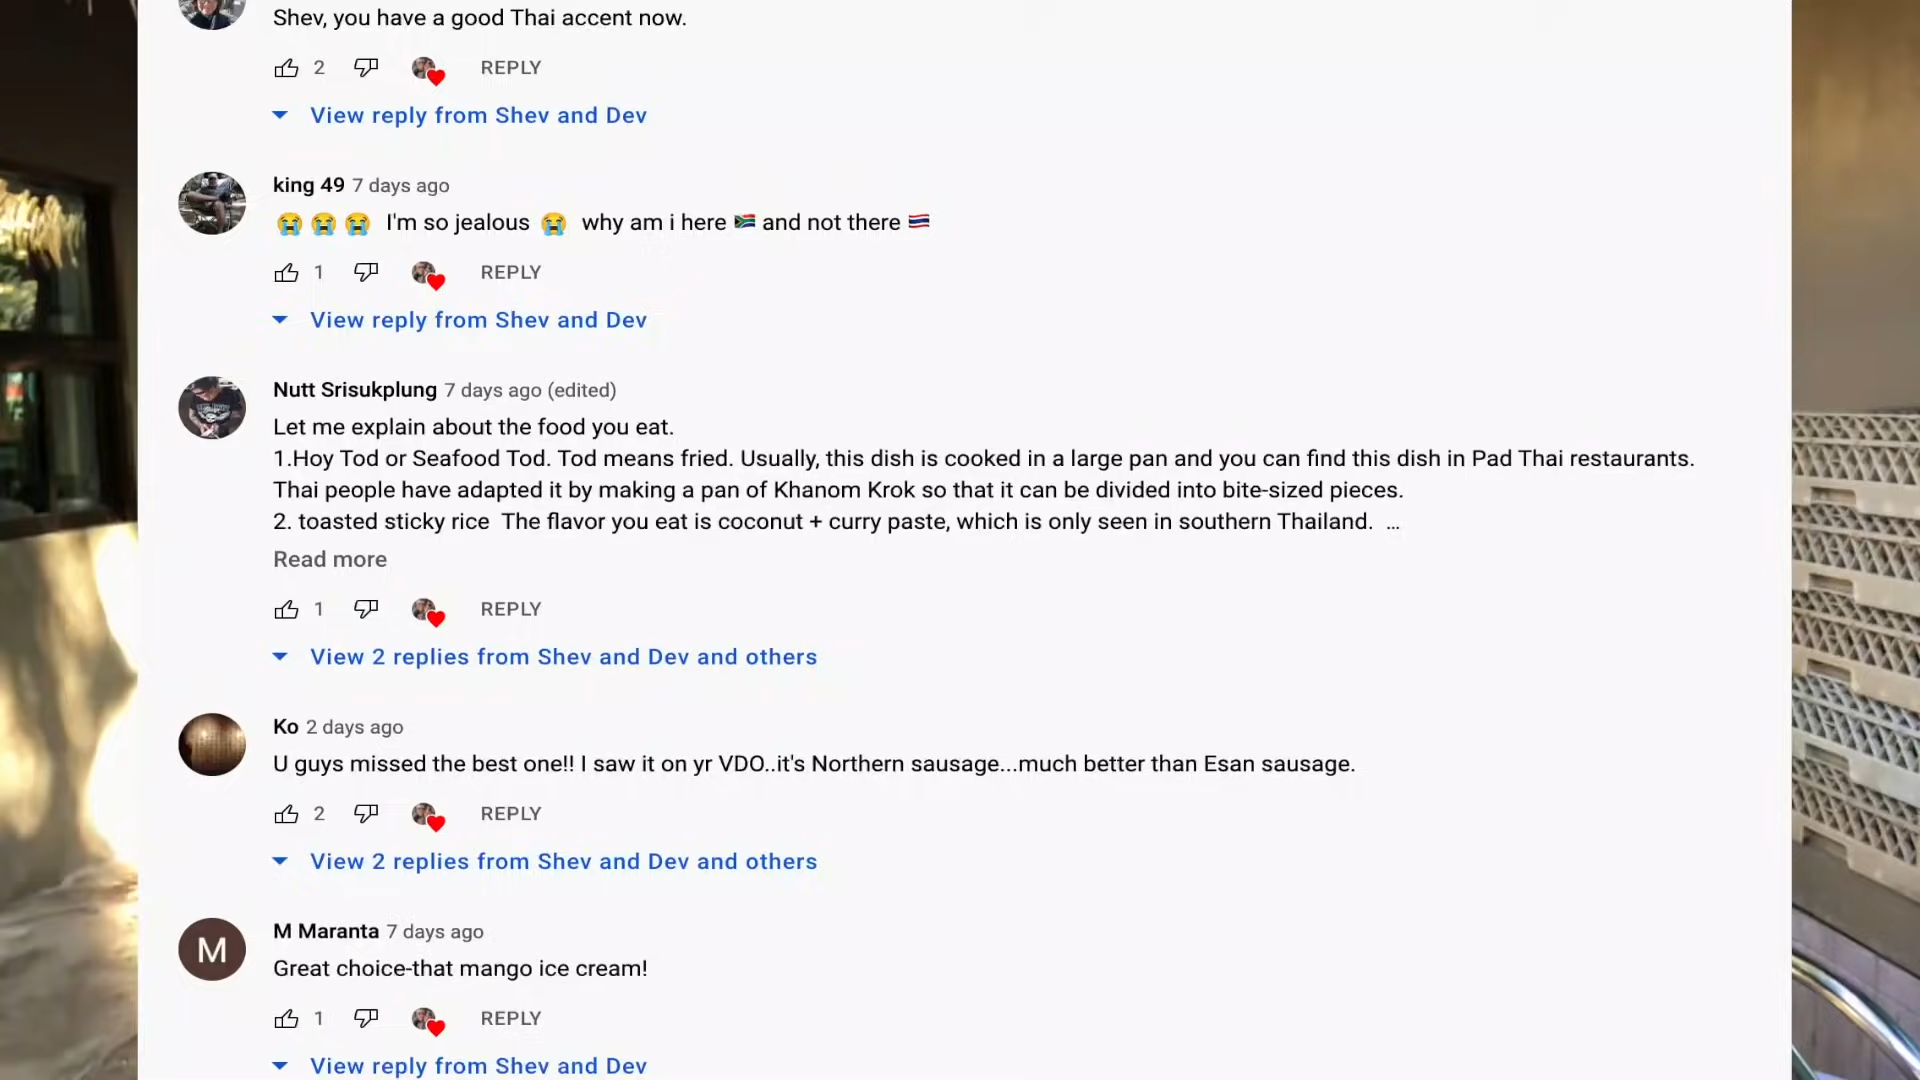 Shev, you have a good Thai accent now.
2 REPLY
View reply from Shev and Dev
king 49 7 days ago
😭😭😭 I'm so jealous 😭 why am i here 🇿🇦 and not there 🇹🇭
1 REPLY
View reply from Shev and Dev
Nutt Srisukplung 7 days ago (edited)
Let me explain about the food you eat.
1.Hoy Tod or Seafood Tod. Tod means fried. Usually, this dish is cooked in a large pan and you can find this dish in Pad Thai restaurants.
Thai people have adapted it by making a pan of Khanom Krok so that it can be divided into bite-sized pieces.
2. toasted sticky rice The flavor you eat is coconut + curry paste, which is only seen in southern Thailand. ...
Read more
1 REPLY
View 2 replies from Shev and Dev and others
Ko 2 days ago
U guys missed the best one!! I saw it on yr VDO..it's Northern sausage...much better than Esan sausage.
2 REPLY
View 2 replies from Shev and Dev and others
M
M Maranta 7 days ago
Great choice-that mango ice cream!
1 REPLY
View reply from Shev and Dev